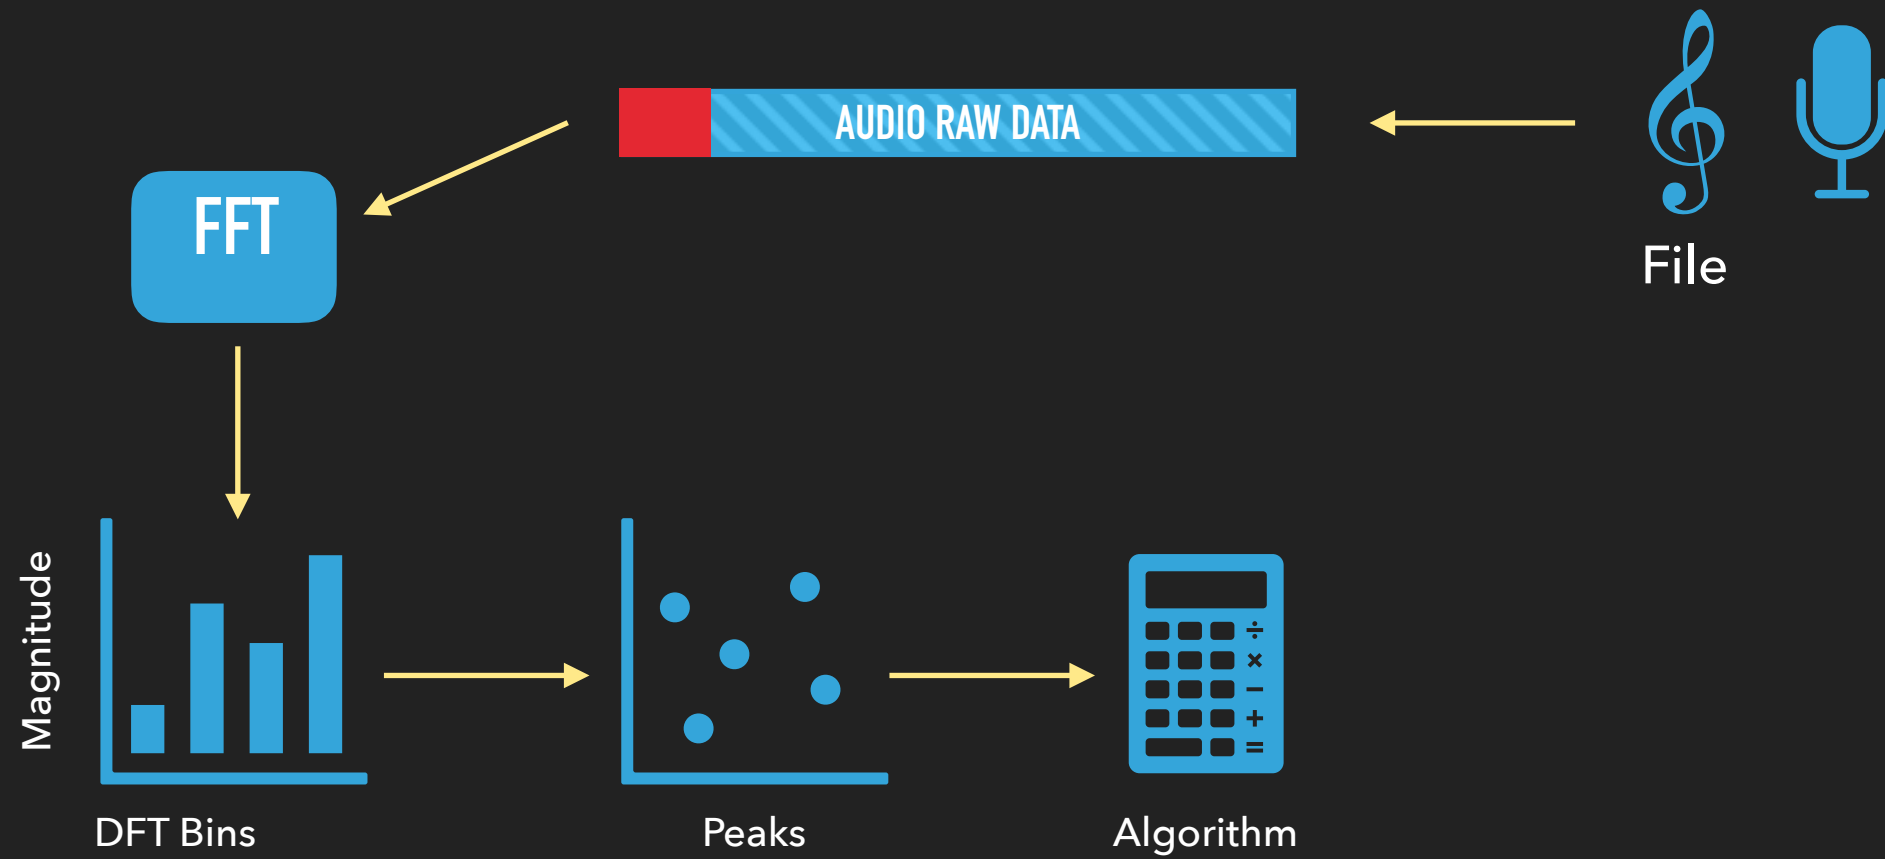 AUDIO RAW DATA
FFT
File
Magnitude
DFT Bins
Peaks
Algorithm